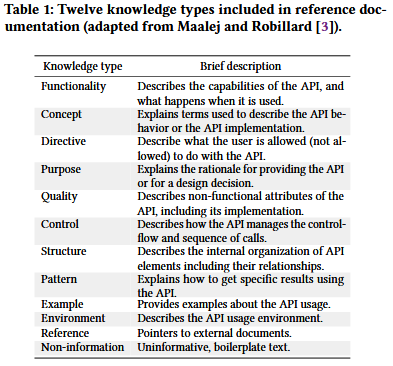 Table 1: Twelve knowledge types included in reference doc-
umentation (adapted from Maalej and Robillard [3]).
Knowledge type Brief description
Functionality Describes the capabilities of the API, and
what happens when it is used.
Concept Explains terms used to describe the API be-
havior or the API implementation.
Directive Describe what the user is allowed (not al-
lowed) to do with the API.
Purpose Explains the rationale for providing the API
or for a design decision.
Quality Describes non-functional attributes of the
API, including its implementation.
Control Describes how the API manages the control-
flow and sequence of calls.
Structure Describes the internal organization of API
elements including their relationships.
Pattern Explains how to get specific results using
the API.
Example Provides examples about the API usage.
Environment Describes the API usage environment.
Reference Pointers to external documents.
Non-information Uninformative, boilerplate text.